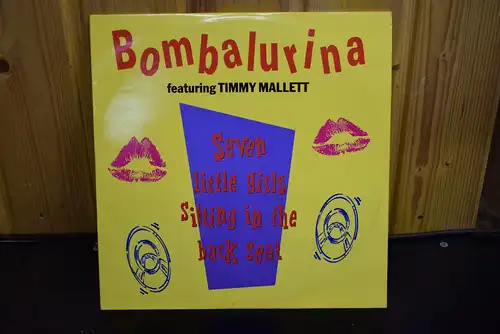 Bombalurina
featuring TIMMY MALLETT
Seven
little girls
Sitting in the
back seat